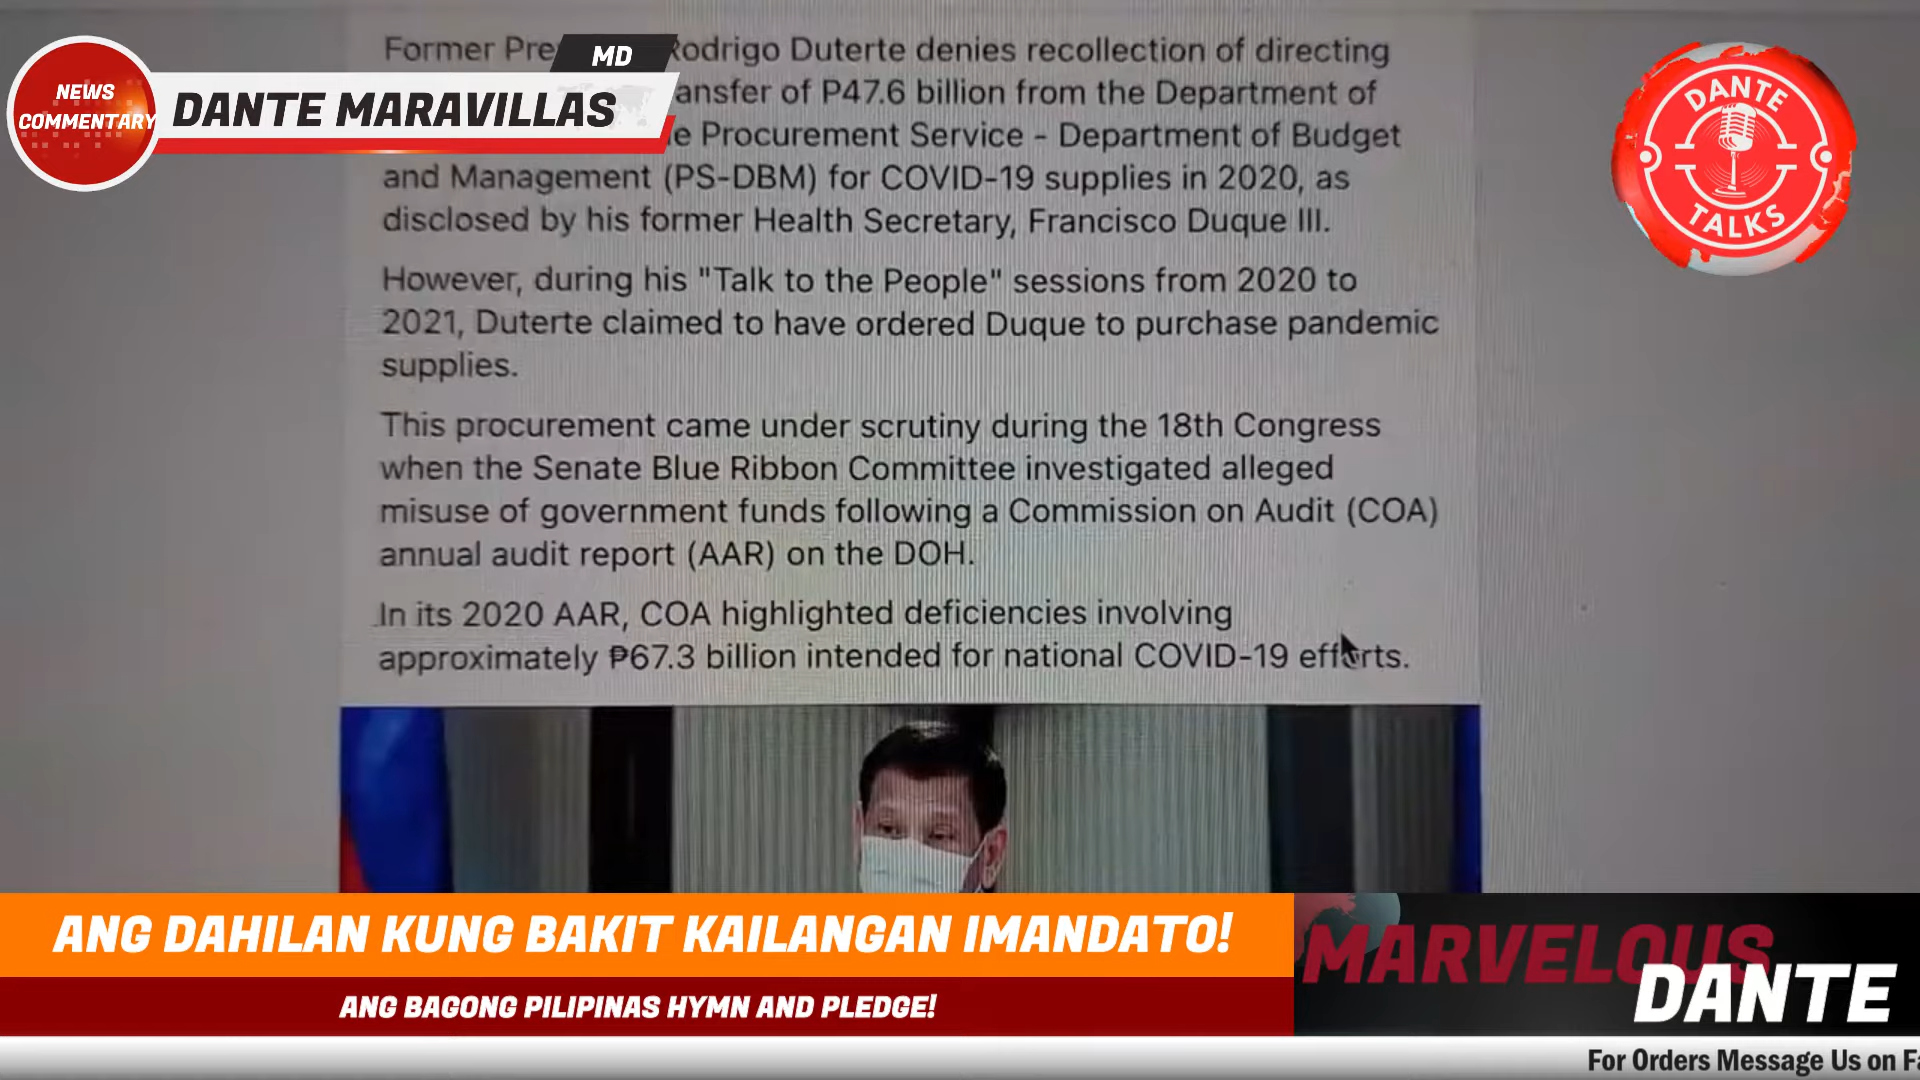 Former Pre
MD
Rodrigo Duterte denies recollection of directing
NEWS
COMMENTARY
DANTE MARAVILLAS
ansfer of P47.6 billion from the Department of
e Procurement Service - Department of Budget
and Management (PS-DBM) for COVID-19 supplies in 2020, as
disclosed by his former Health Secretary, Francisco Duque III.
DANTE
TALKS
However, during his "Talk to the People" sessions from 2020 to
2021, Duterte claimed to have ordered Duque to purchase pandemic
supplies.
This procurement came under scrutiny during the 18th Congress
when the Senate Blue Ribbon Committee investigated alleged
misuse of government funds following a Commission on Audit (COA)
annual audit report (AAR) on the DOH.
In its 2020 AAR, COA highlighted deficiencies involving
approximately ₱67.3 billion intended for national COVID-19 efforts.
ANG DAHILAN KUNG BAKIT KAILANGAN IMANDATO!
ANG BAGONG PILIPINAS HYMN AND PLEDGE!
MARVELOUS
DANTE
For Orders Message Us on Fa